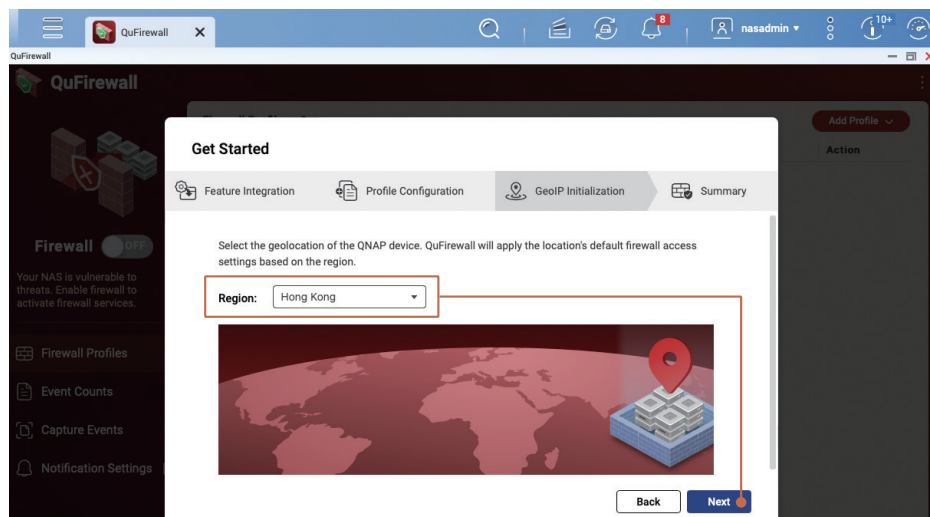 QuFirewall
8
nasadmin
10+
QuFirewall
QuFirewall
Add Profile
Action
Get Started
Feature Integration
Profile Configuration
GeoIP Initialization
Summary
Firewall OFF
Your NAS is vulnerable to
threats. Enable firewall to
activate firewall services.
Select the geolocation of the QNAP device. QuFirewall will apply the location's default firewall access
settings based on the region.
Region: Hong Kong
Firewall Profiles
Event Counts
Capture Events
Notification Settings
Back
Next